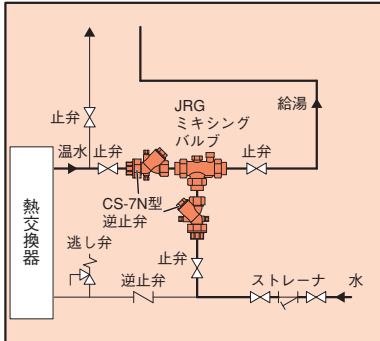 JRG
ミキシング
バルブ
給湯
止弁
温水
止弁
止弁
CS-7N型
逆止弁
熱交換器
逃し弁
逆止弁
止弁
ストレーナ
水